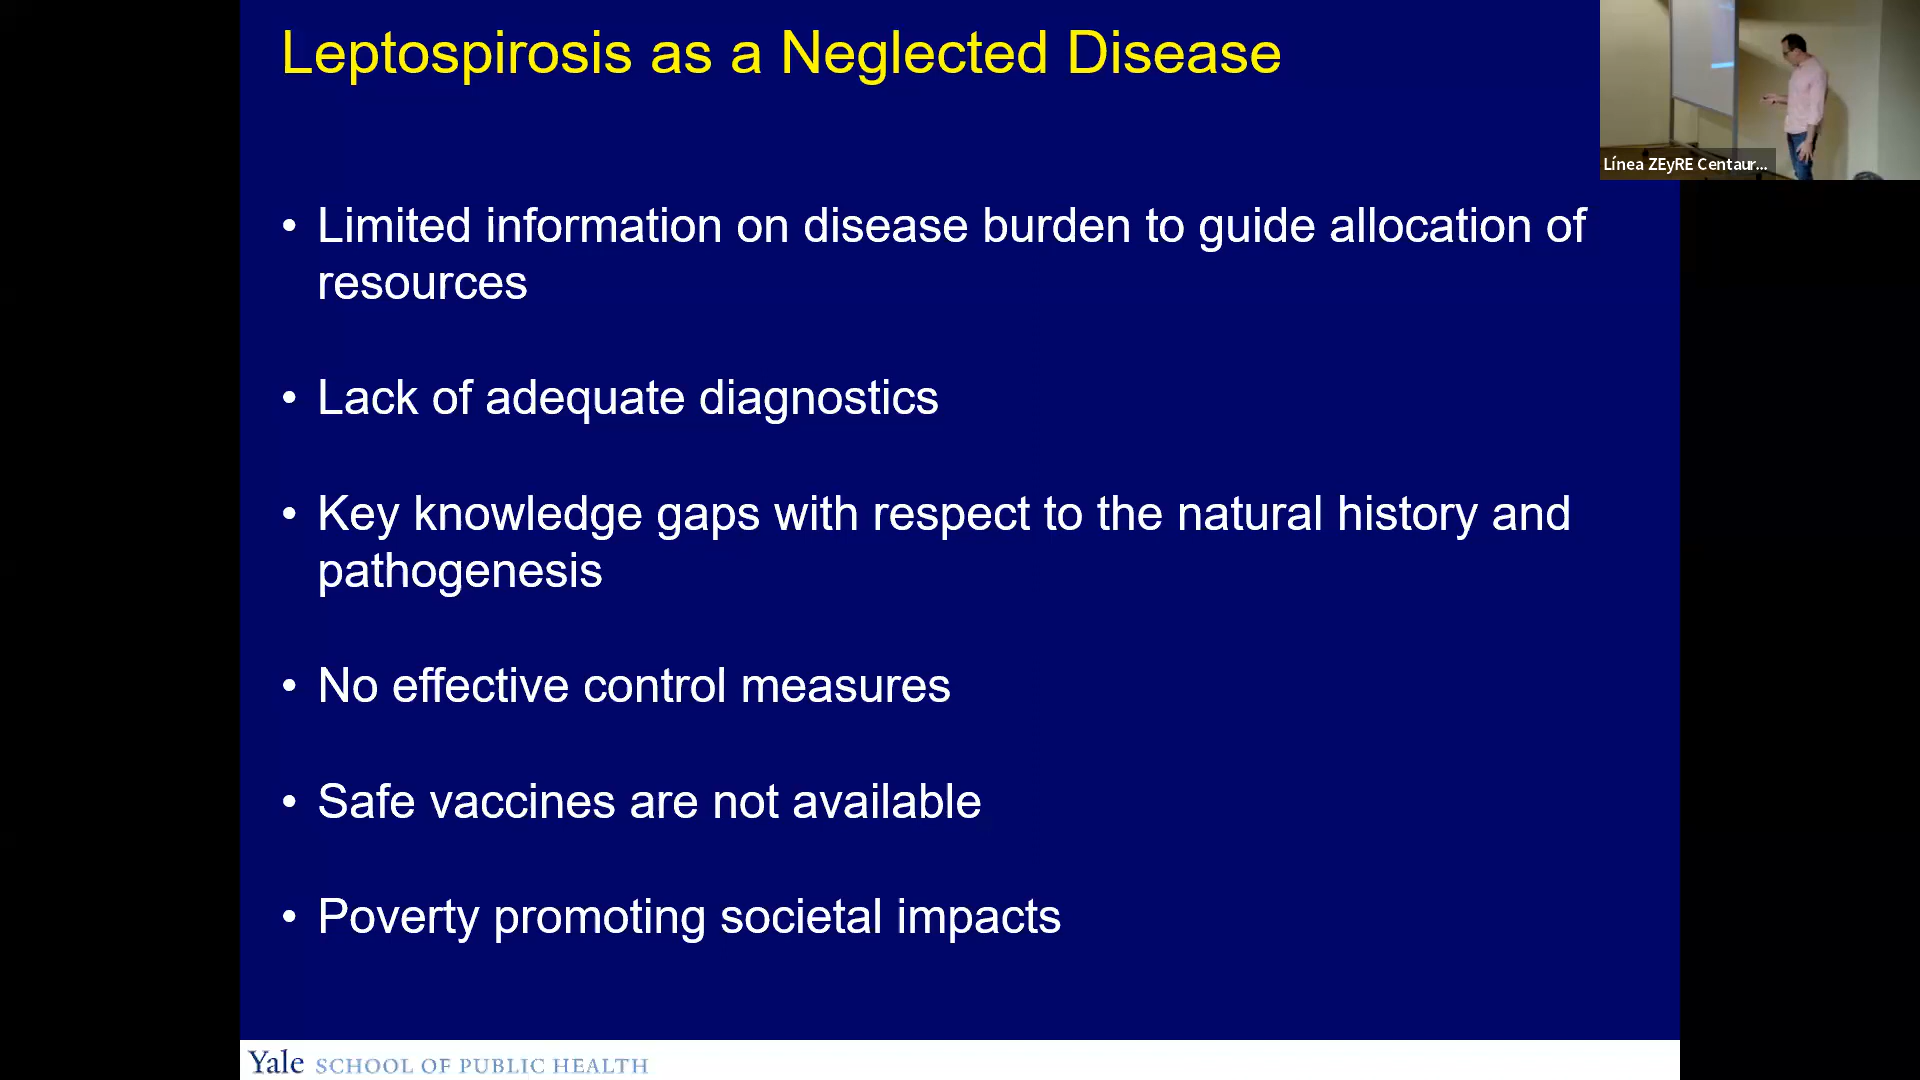 Leptospirosis as a Neglected Disease
Línea ZEyRE Centaur...
• Limited information on disease burden to guide allocation of
resources
• Lack of adequate diagnostics
• Key knowledge gaps with respect to the natural history and
pathogenesis
• No effective control measures
• Safe vaccines are not available
• Poverty promoting societal impacts
Yale SCHOOL OF PUBLIC HEALTH